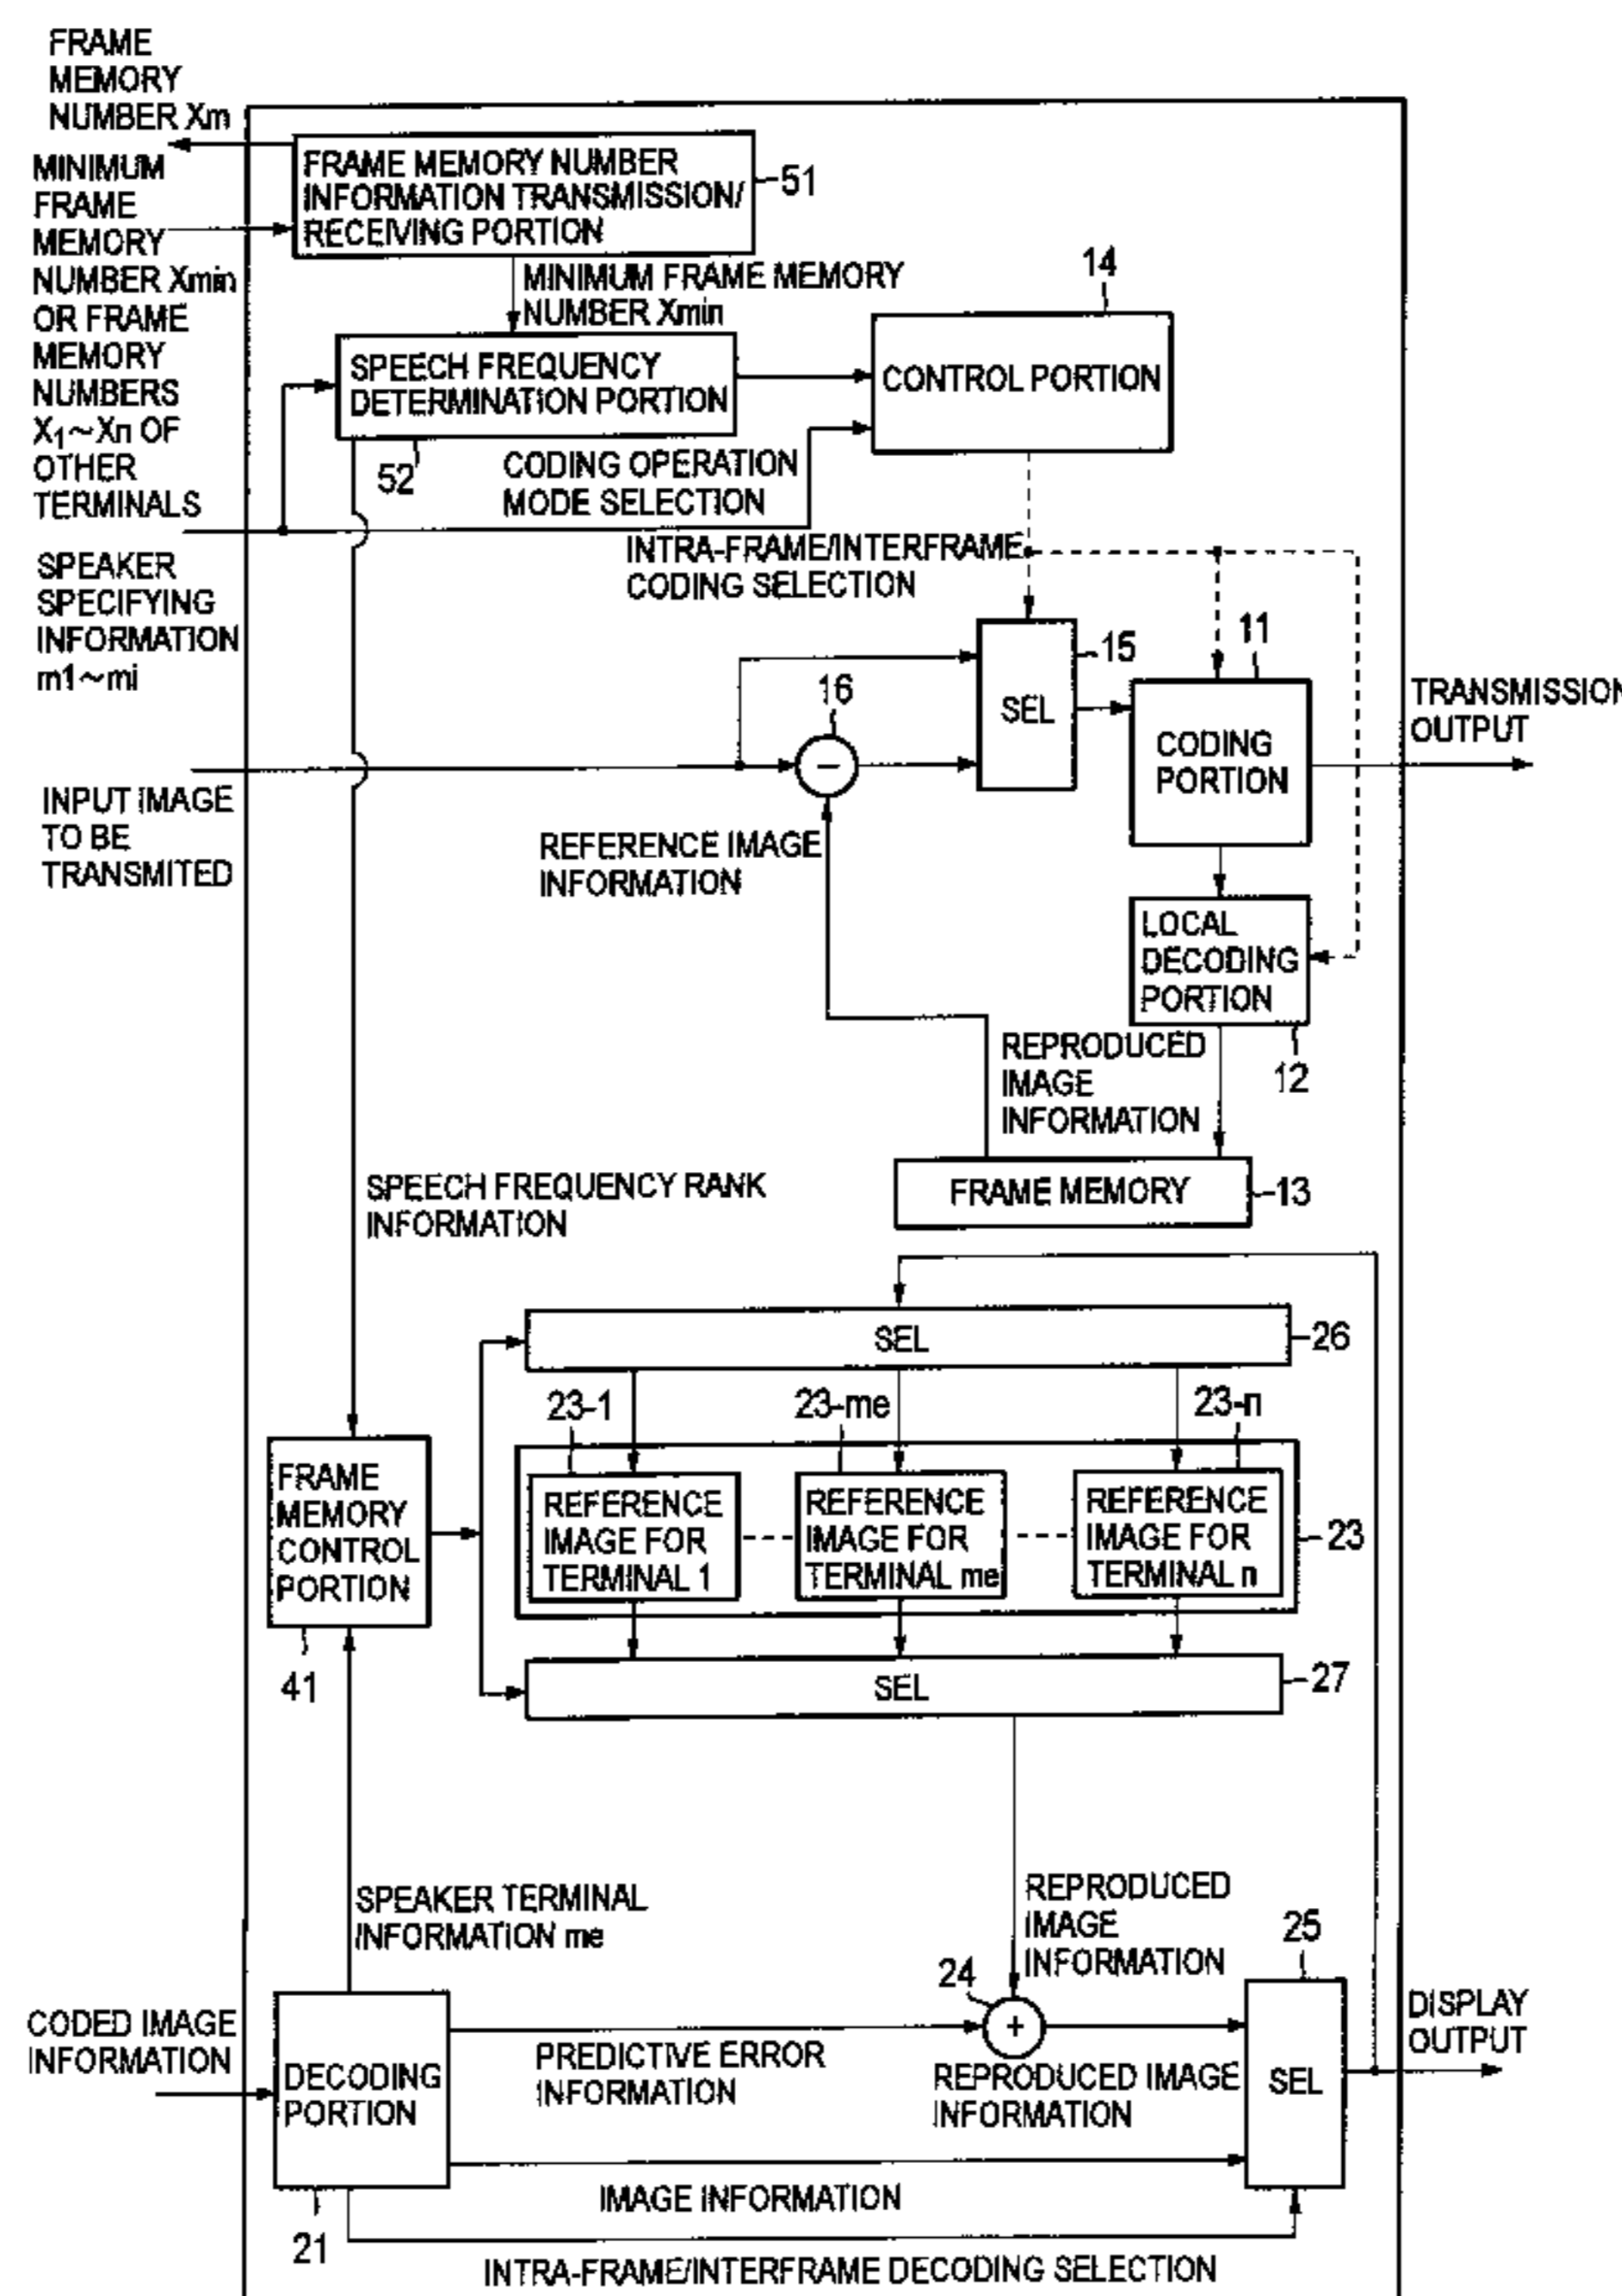 FRAME
MEMORY
NUMBER Xm
MINIMUM
FRAME
MEMORY
NUMBER Xmin
OR FRAME
MEMORY
NUMBERS
X1~Xn OF
OTHER
TERMINALS
SPEAKER
SPECIFYING
INFORMATION
m1~mi
INPUT IMAGE
TO BE
TRANSMITED
FRAME MEMORY NUMBER
INFORMATION TRANSMISSION/
RECEIVING PORTION
51
MINIMUM FRAME MEMORY
NUMBER Xmin
14
SPEECH FREQUENCY
DETERMINATION PORTION
52
CONTROL PORTION
CODING OPERATION
MODE SELECTION
INTRA-FRAME/INTERFRAME
CODING SELECTION
15
11
16
SEL
CODING
PORTION
TRANSMISSION
OUTPUT
−
REFERENCE IMAGE
INFORMATION
LOCAL
DECODING
PORTION
12
REPRODUCED
IMAGE
INFORMATION
FRAME MEMORY
13
SPEECH FREQUENCY RANK
INFORMATION
SEL
26
23-1
23-me
23-n
FRAME
MEMORY
CONTROL
PORTION
41
REFERENCE
IMAGE FOR
TERMINAL 1
REFERENCE
IMAGE FOR
TERMINAL me
REFERENCE
IMAGE FOR
TERMINAL n
23
SEL
27
SPEAKER TERMINAL
INFORMATION me
REPRODUCED
IMAGE
INFORMATION
25
24
+
CODED IMAGE
INFORMATION
DECODING
PORTION
21
PREDICTIVE ERROR
INFORMATION
REPRODUCED IMAGE
INFORMATION
SEL
DISPLAY
OUTPUT
IMAGE INFORMATION
INTRA-FRAME/INTERFRAME DECODING SELECTION